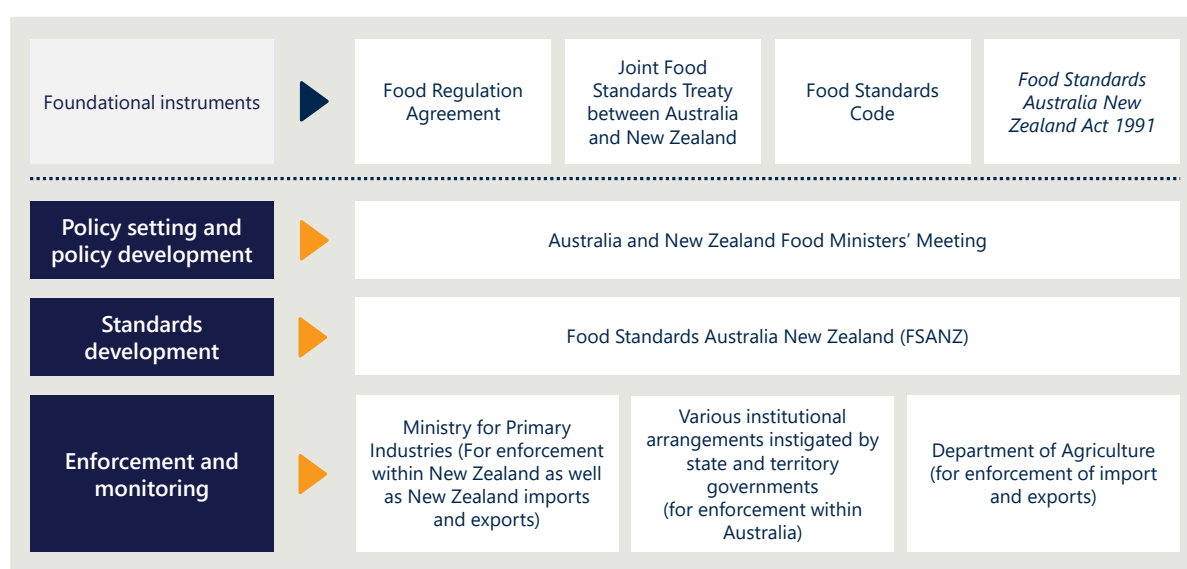 Foundational instruments
Food Regulation
Agreement
Joint Food
Standards Treaty
between Australia
and New Zealand
Food Standards
Code
Food Standards
Australia New
Zealand Act 1991
Policy setting and
policy development
Australia and New Zealand Food Ministers’ Meeting
Standards
development
Food Standards Australia New Zealand (FSANZ)
Enforcement and
monitoring
Ministry for Primary
Industries (For enforcement
within New Zealand as well
as New Zealand imports
and exports)
Various institutional
arrangements instigated by
state and territory
governments
(for enforcement within
Australia)
Department of Agriculture
(for enforcement of import
and exports)